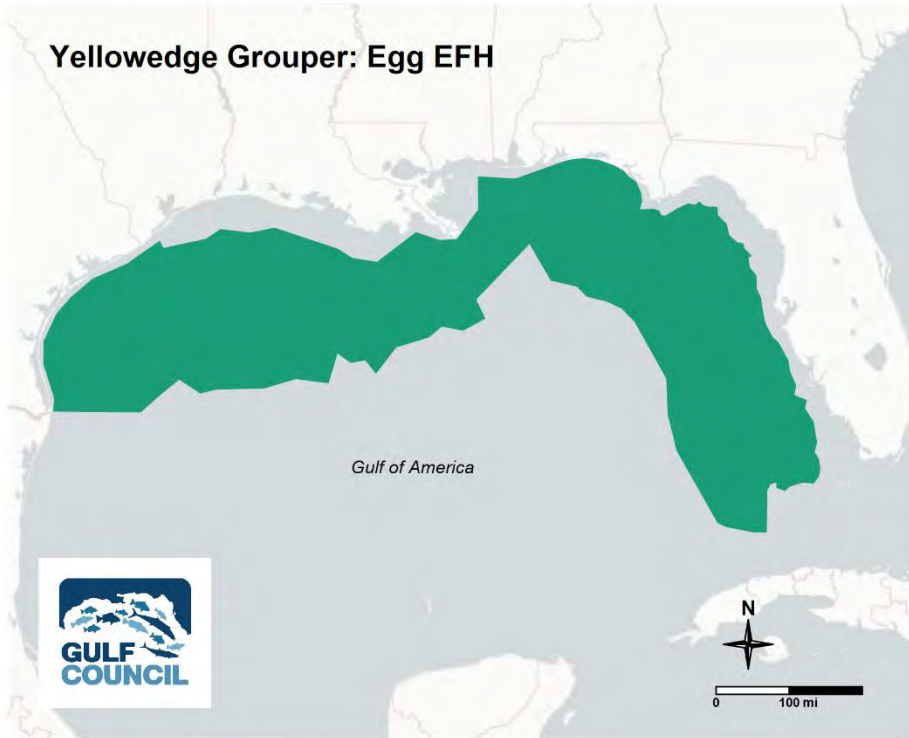 Yellowedge Grouper: Egg EFH
Gulf of America
GULF
COUNCIL
N
0 100 mi